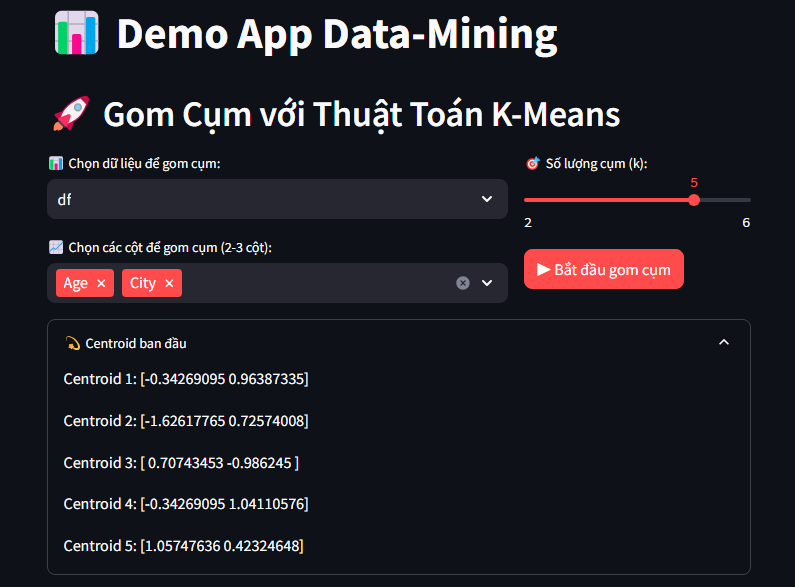 Demo App Data-Mining
Gom Cụm với Thuật Toán K-Means
Chọn dữ liệu để gom cụm:
df
Chọn các cột để gom cụm (2-3 cột):
Age ×
City ×
Số lượng cụm (k):
5
2
6
▶ Bắt dầu gom cụm
Centroid ban đầu
Centroid 1: [-0.34269095 0.96387335]
Centroid 2: [-1.62617765 0.72574008]
Centroid 3: [ 0.70743453 -0.986245 ]
Centroid 4: [-0.34269095 1.04110576]
Centroid 5: [1.05747636 0.42324648]